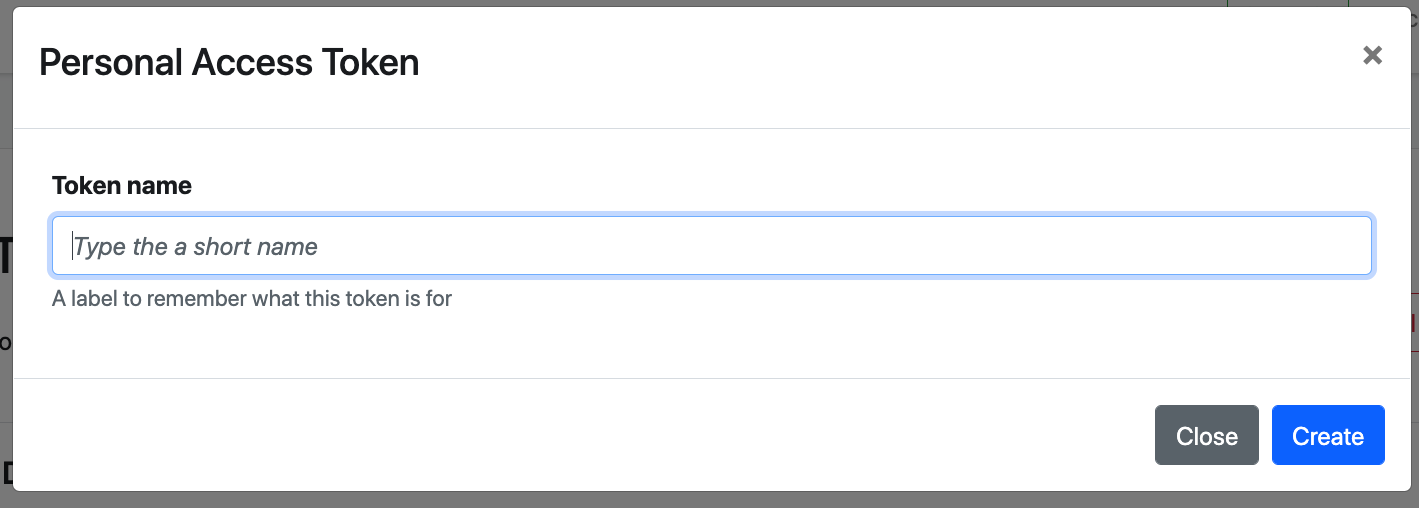 Personal Access Token
×
Token name
Type the a short name
A label to remember what this token is for
Close
Create